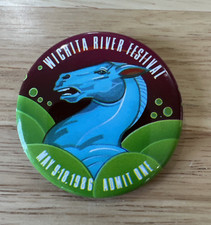 WICHITA RIVER FESTIVAL
MAY 9-18, 1986 ADMIT ONE